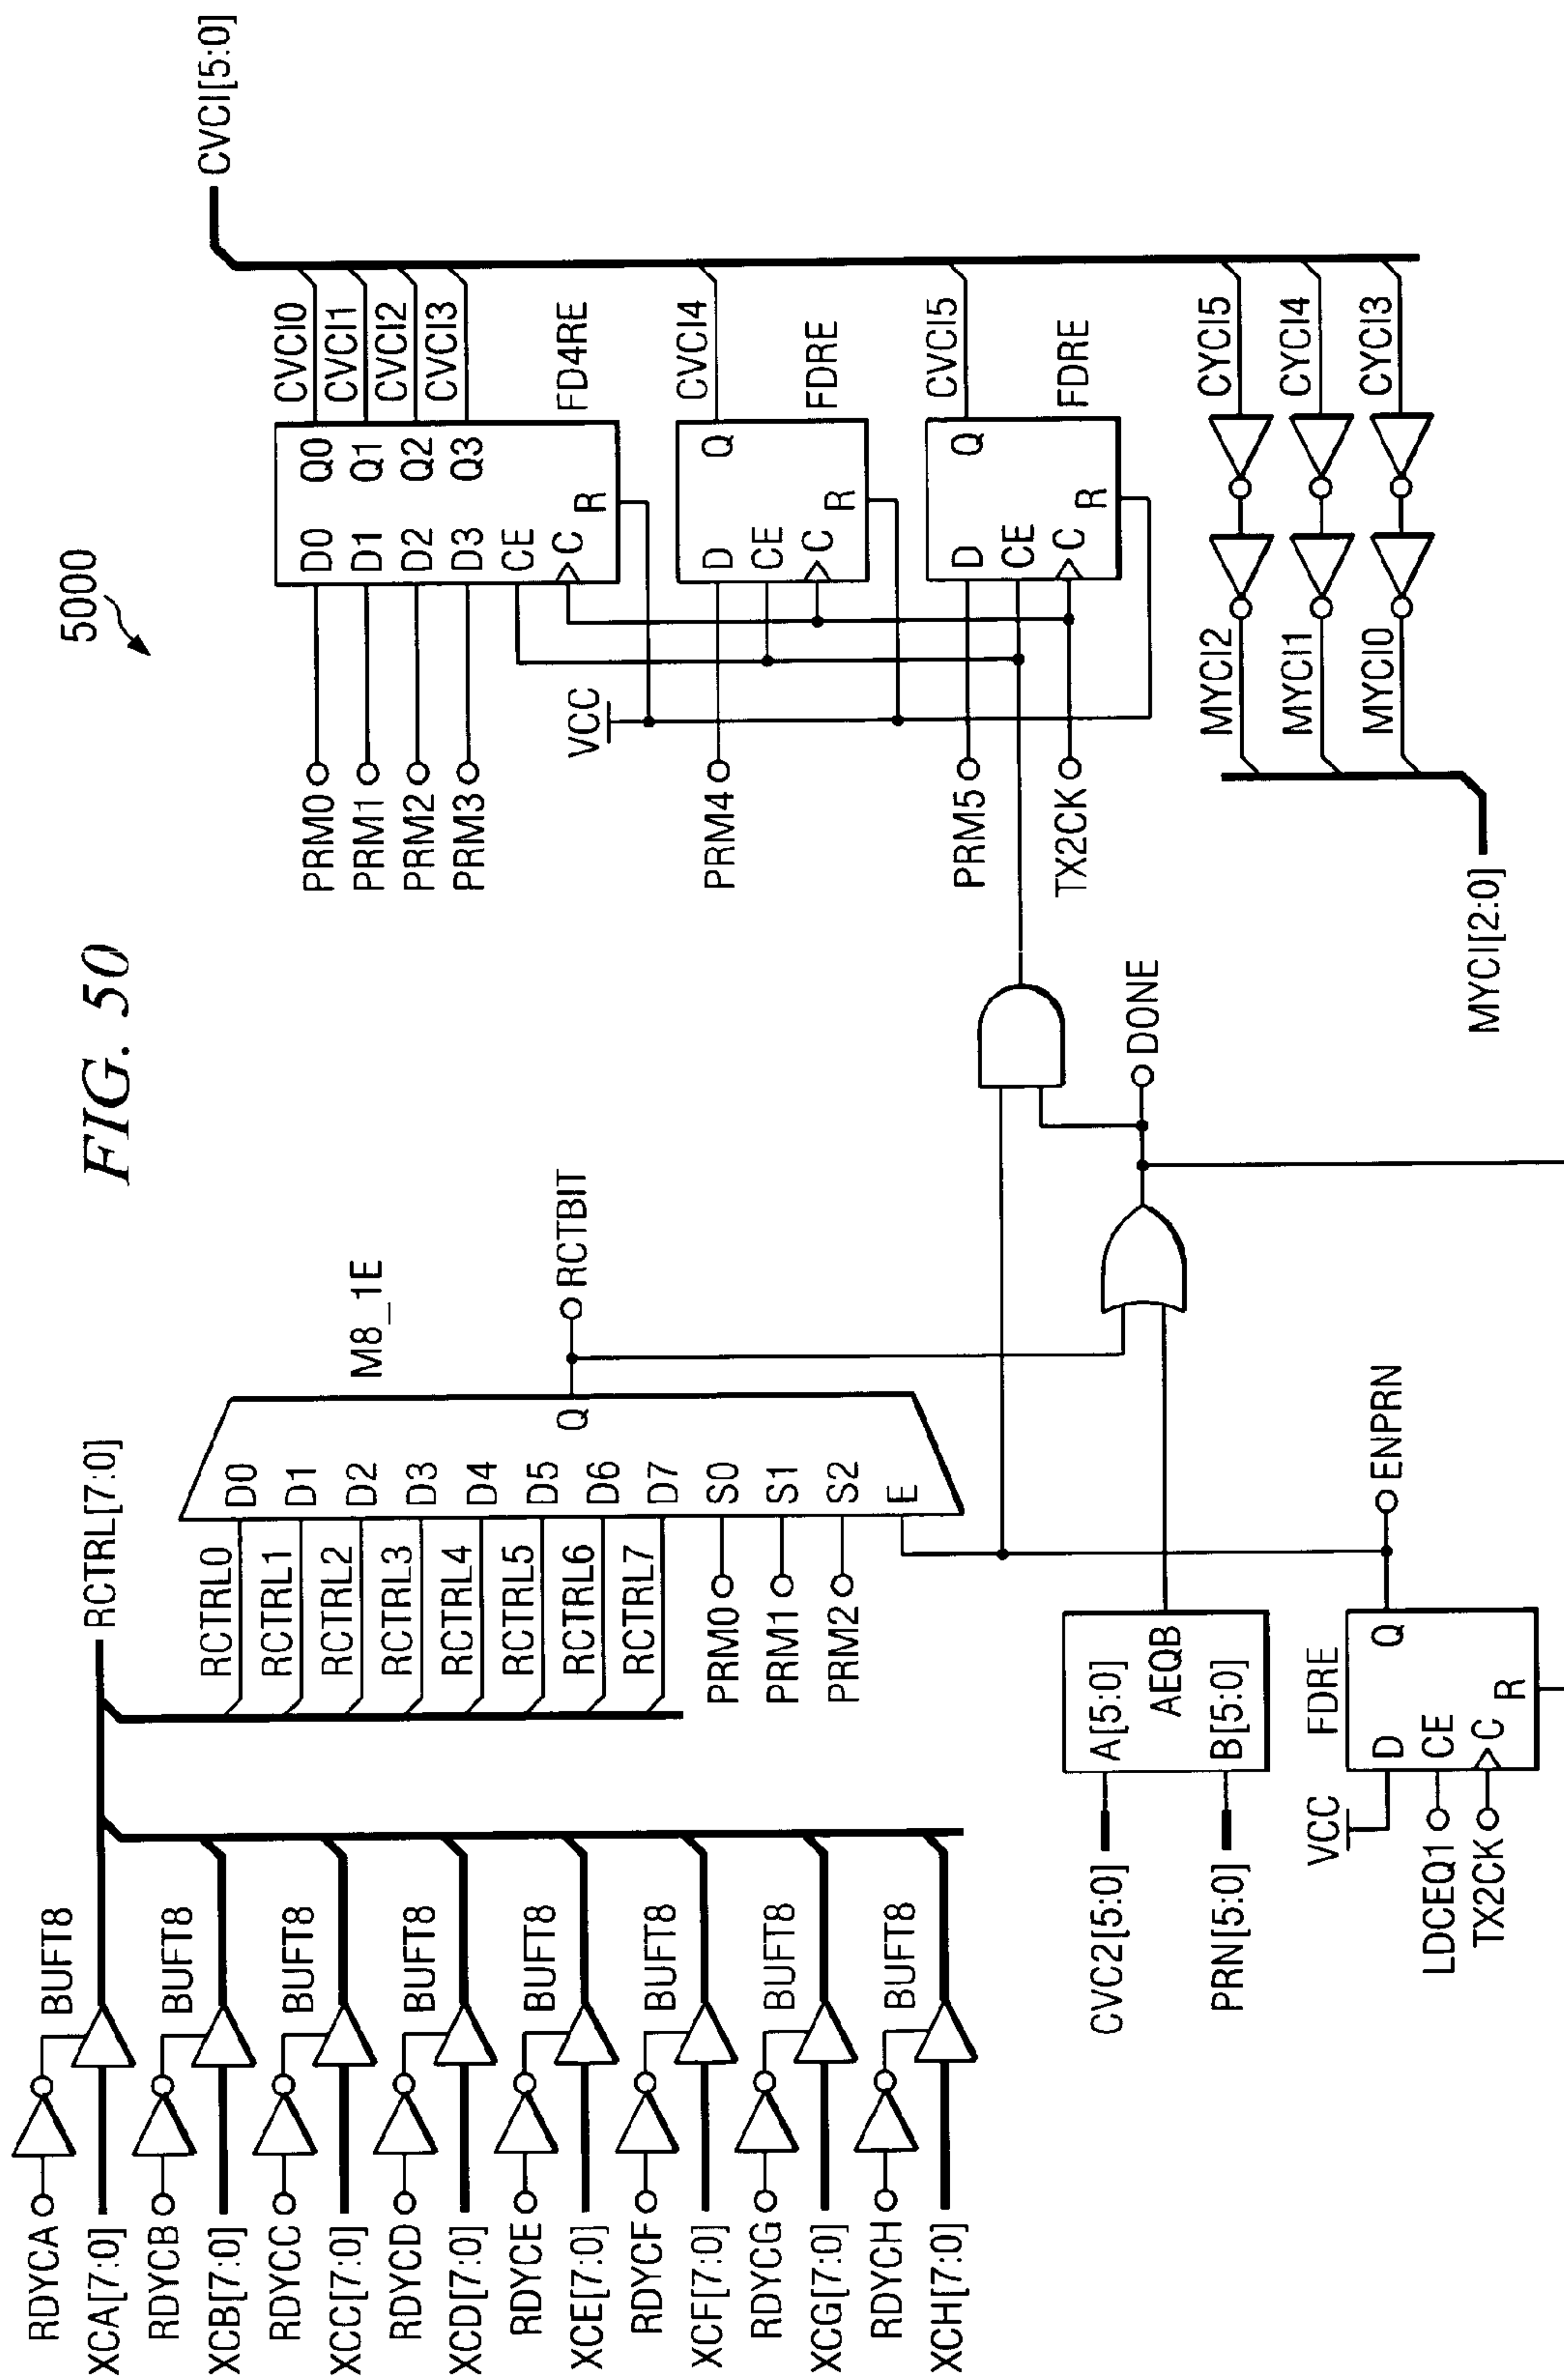 FIG. 50
5000
RDYCA
BUFT8
XCA[7:0]
RDYCB
BUFT8
XCB[7:0]
RDYCC
BUFT8
XCC[7:0]
RDYCD
BUFT8
XCD[7:0]
RDYCE
BUFT8
XCE[7:0]
RDYCF
BUFT8
XCF[7:0]
RDYCG
BUFT8
XCG[7:0]
RDYCH
BUFT8
XCH[7:0]
RCTRL[7:0]
M8_1E
RCTRL0 D0
RCTRL1 D1
RCTRL2 D2
RCTRL3 D3
RCTRL4 D4
RCTRL5 D5
RCTRL6 D6
RCTRL7 D7
PRM0 S0
PRM1 S1
PRM2 S2
E
Q
RCTBIT
CVC2[5:0] A[5:0]
AEQB
PRN[5:0] B[5:0]
FDRE
VCC
D Q
LDCEQ1 CE
TX2CK C
R
ENPRN
DONE
PRM0 D0 Q0 CVCI0
PRM1 D1 Q1 CVCI1
PRM2 D2 Q2 CVCI2
PRM3 D3 Q3 CVCI3
CE
C
R
FD4RE
VCC
PRM4 D Q CVCI4
CE
C
R
FDRE
PRM5 D Q CVCI5
CE
TX2CK C
R
FDRE
CVCI[5:0]
MYCI2 CYCI5
MYCI1 CYCI4
MYCI0 CYCI3
MYCI[2:0]